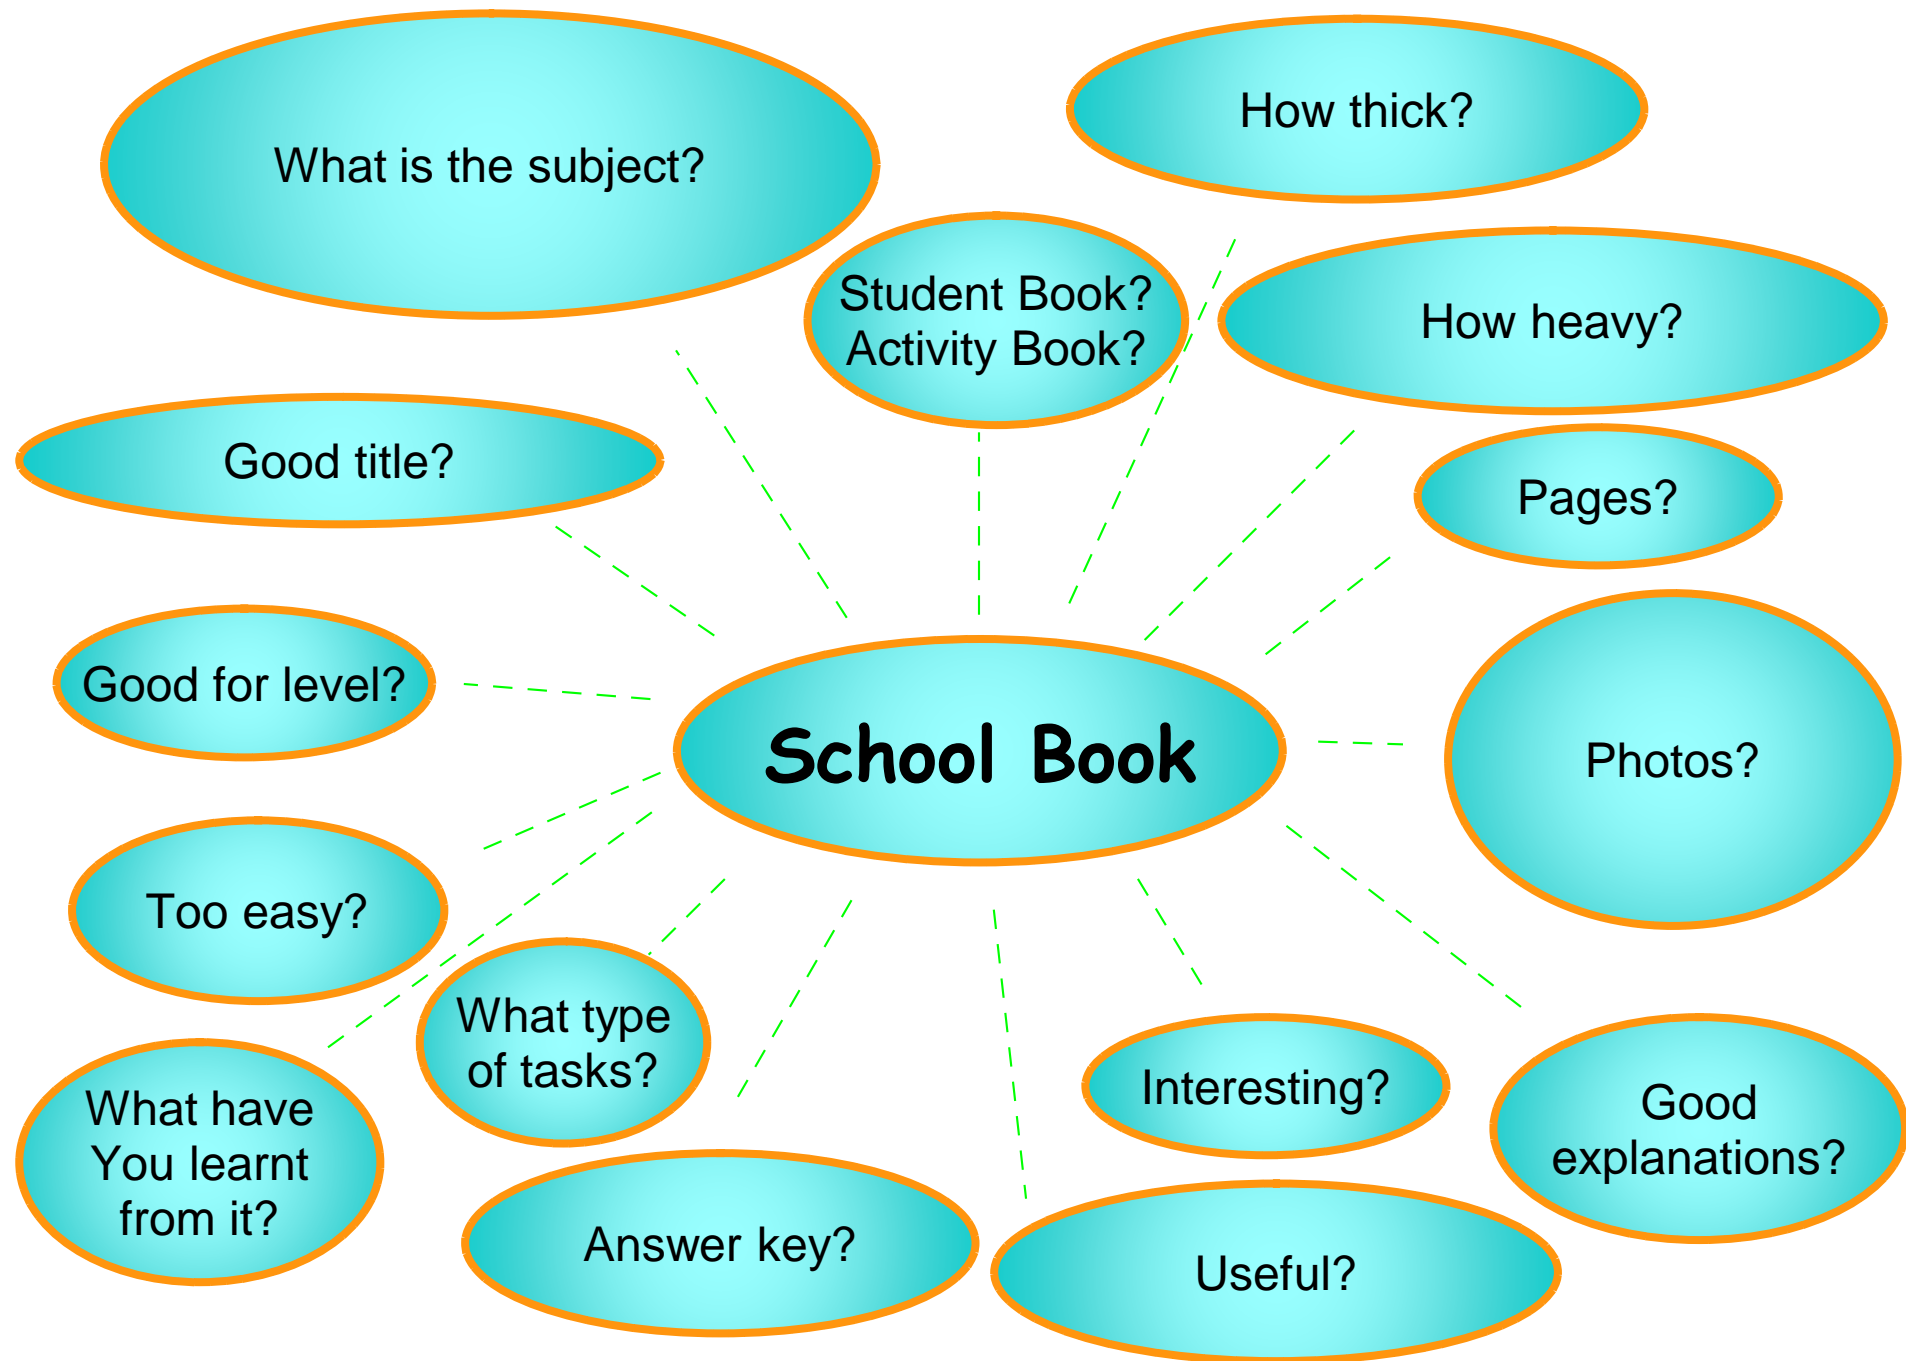 How thick?
What is the subject?
Student Book?
Activity Book?
How heavy?
Good title?
Pages?
Good for level?
School Book
Photos?
Too easy?
What type
of tasks?
Interesting?
Good
explanations?
What have
You learnt
from it?
Answer key?
Useful?